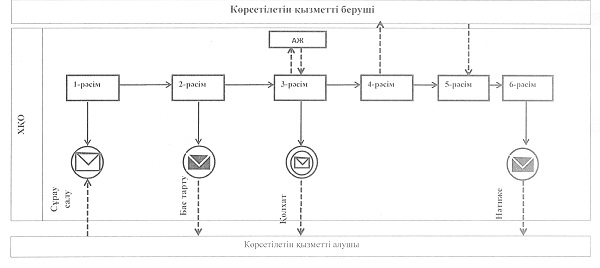 Көрсетілетін қызметті беруші
АЖ
1-рәсім
2-рәсім
3-рәсім
4-рәсім
5-рәсім
6-рәсім
ХҚО
Сұрау
салу
Бас тарту
Қолхат
Нәтиже
Көрсетілетін қызметті алушы